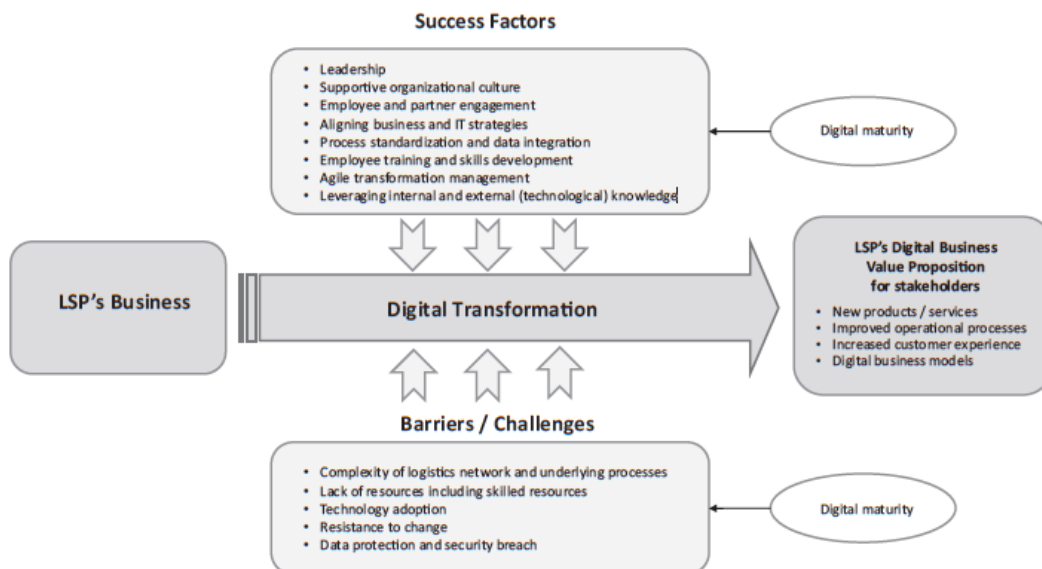 Success Factors
• Leadership
• Supportive organizational culture
• Employee and partner engagement
• Aligning business and IT strategies
• Process standardization and data integration
• Employee training and skills development
• Agile transformation management
• Leveraging internal and external (technological) knowledge
Digital maturity
LSP's Business
Digital Transformation
LSP's Digital Business
Value Proposition
for stakeholders
• New products / services
• Improved operational processes
• Increased customer experience
• Digital business models
Barriers / Challenges
• Complexity of logistics network and underlying processes
• Lack of resources including skilled resources
• Technology adoption
• Resistance to change
• Data protection and security breach
Digital maturity